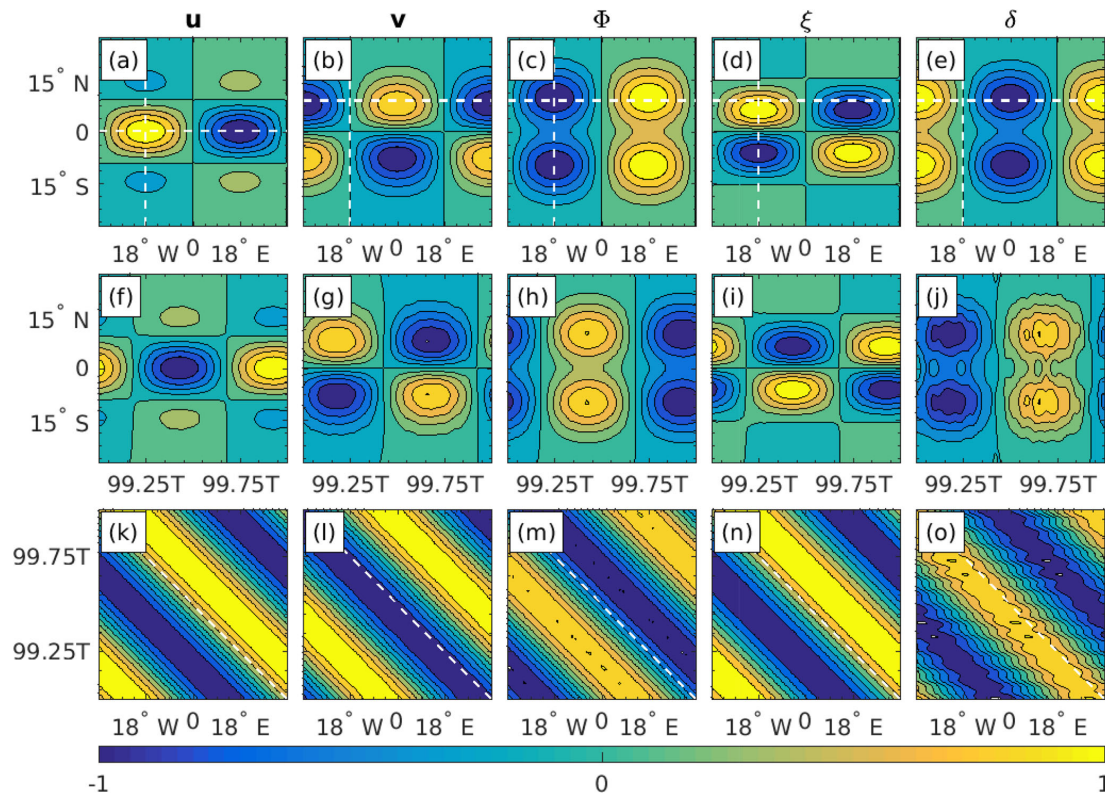 u v Φ ξ δ
(a) (b) (c) (d) (e)
15° N
0
15° S
18° W 0 18° E 18° W 0 18° E 18° W 0 18° E 18° W 0 18° E 18° W 0 18° E
(f) (g) (h) (i) (j)
15° N
0
15° S
99.25T 99.75T 99.25T 99.75T 99.25T 99.75T 99.25T 99.75T 99.25T 99.75T
(k) (l) (m) (n) (o)
99.75T
99.25T
18° W 0 18° E 18° W 0 18° E 18° W 0 18° E 18° W 0 18° E 18° W 0 18° E
-1 0 1